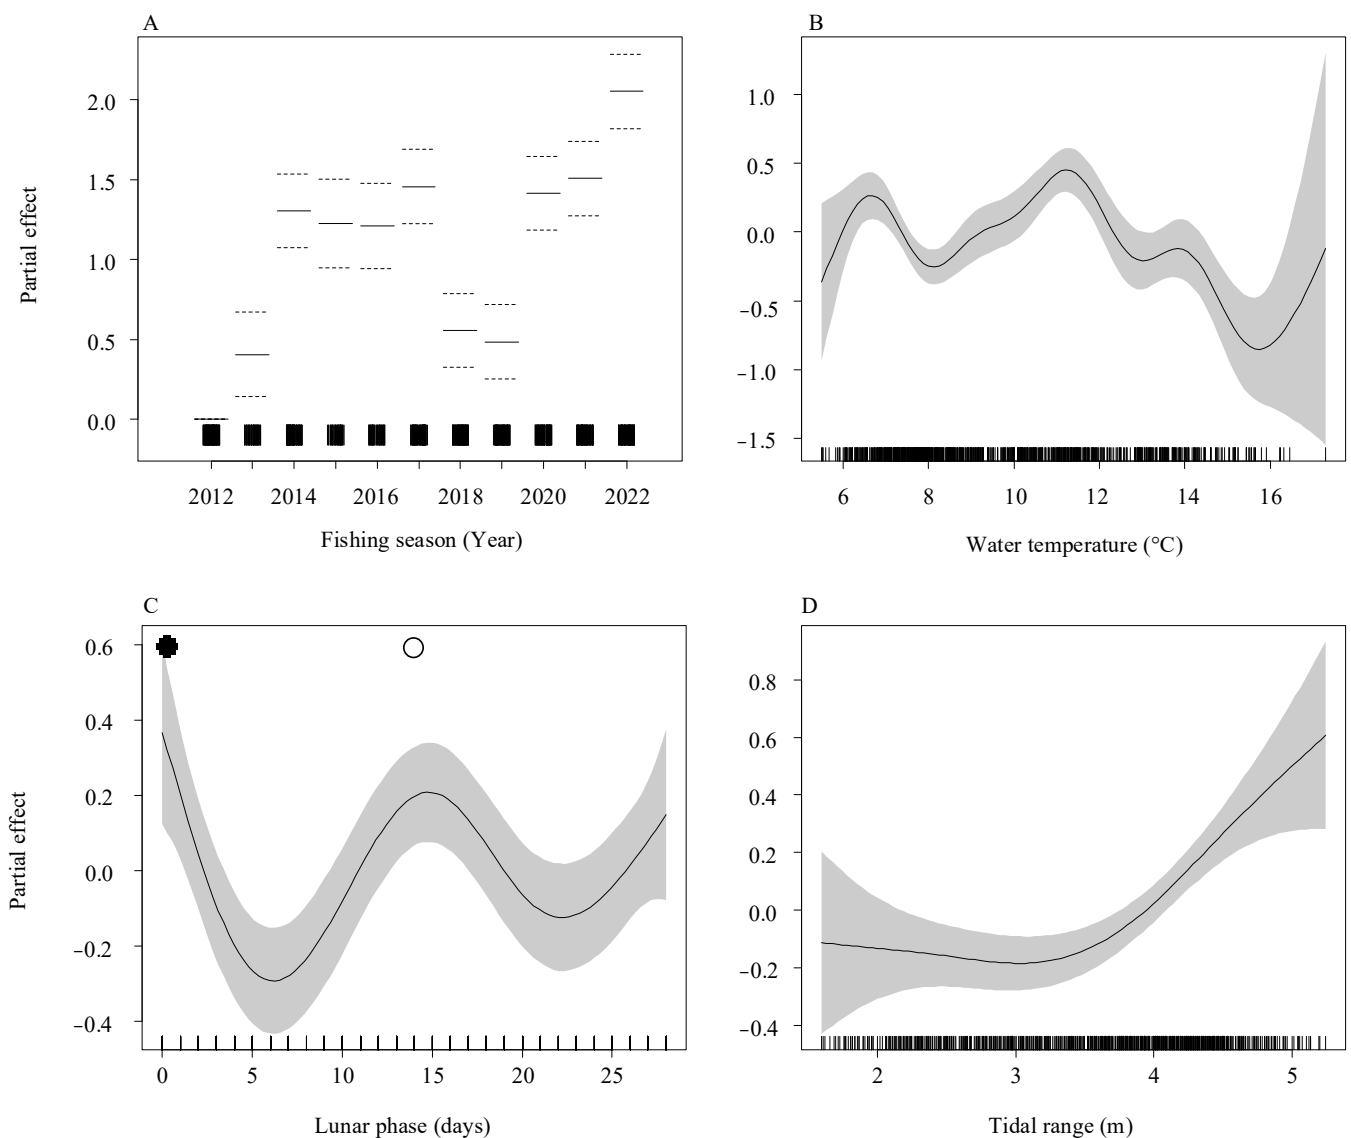 A
Partial effect
2.0
1.5
1.0
0.5
0.0
2012 2014 2016 2018 2020 2022
Fishing season (Year)
B
1.0
0.5
0.0
−0.5
−1.0
−1.5
6 8 10 12 14 16
Water temperature (°C)
C
Partial effect
0.6
0.4
0.2
0.0
−0.2
−0.4
0 5 10 15 20 25
Lunar phase (days)
D
0.8
0.6
0.4
0.2
0.0
−0.2
−0.4
2 3 4 5
Tidal range (m)